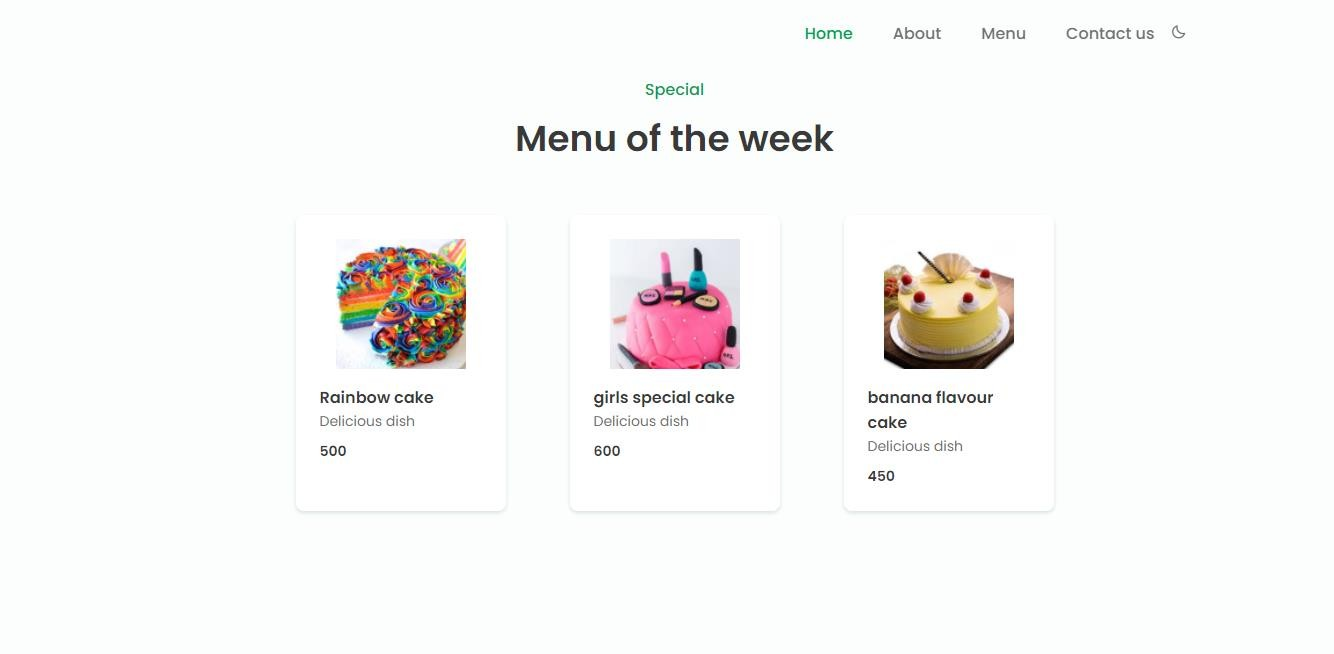 Home About Menu Contact us
Special
Menu of the week
Rainbow cake
Delicious dish
500
girls special cake
Delicious dish
600
banana flavour
cake
Delicious dish
450